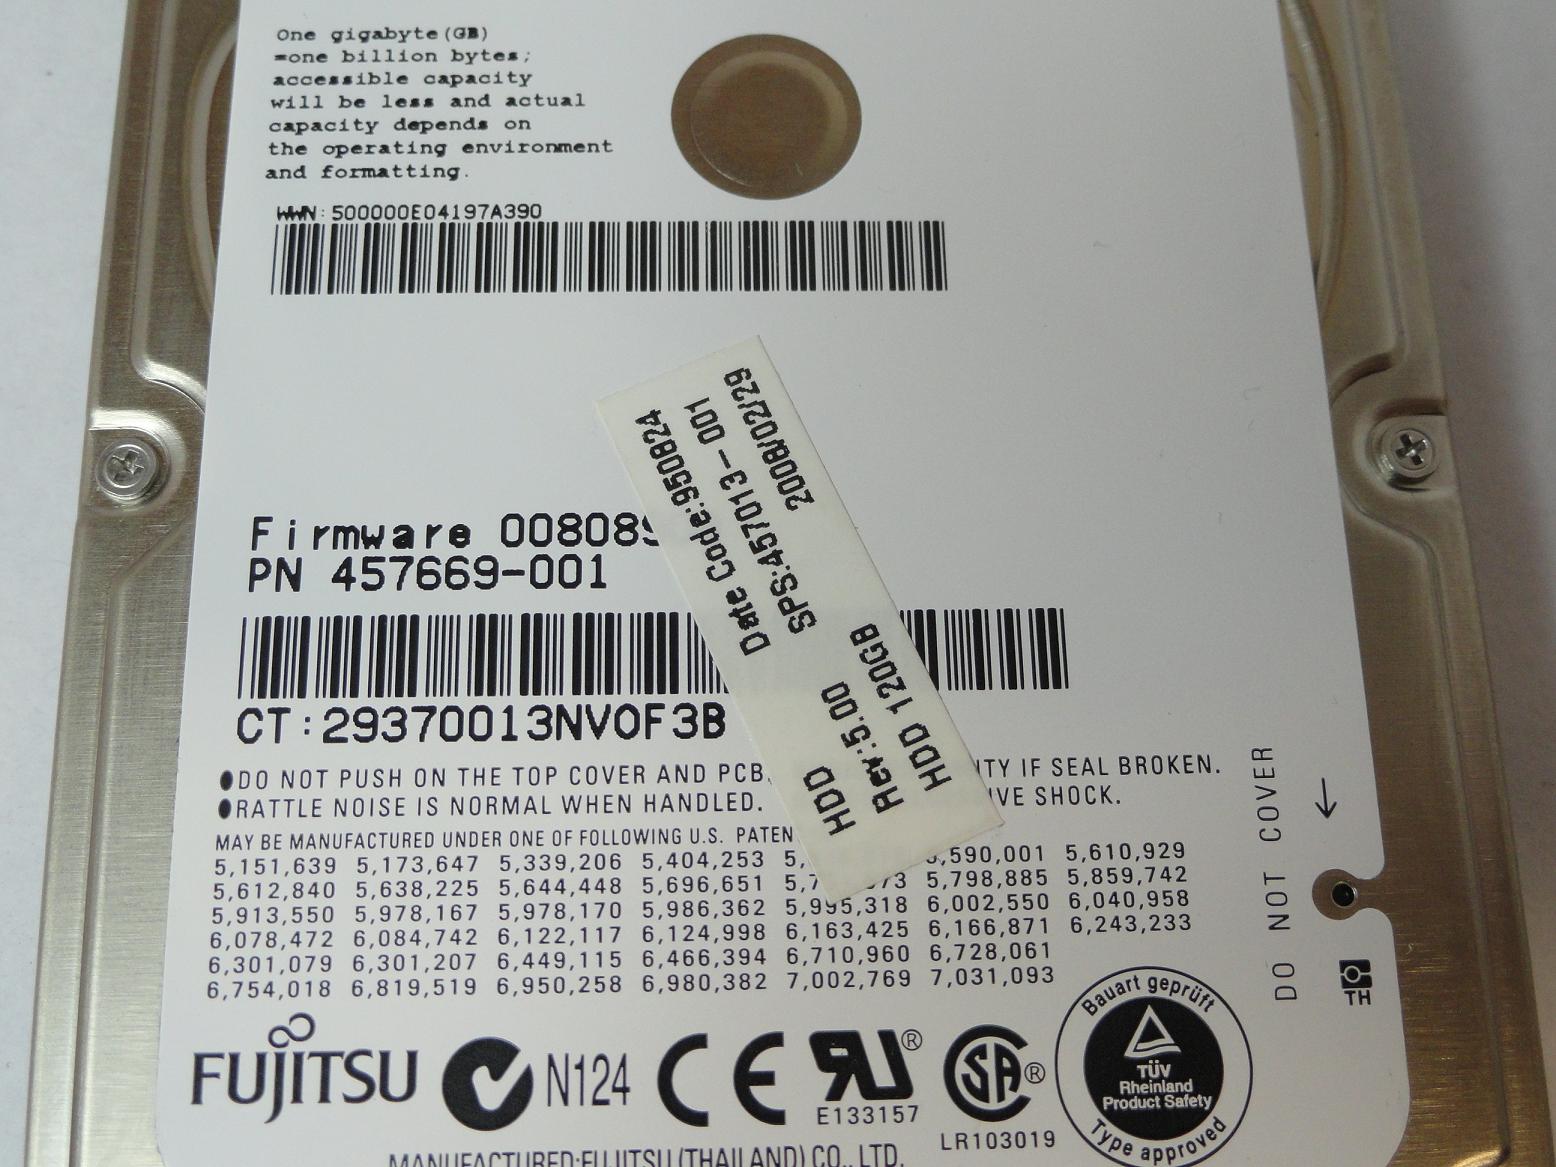 One gigabyte(GB)
=one billion bytes;
accessible capacity
will be less and actual
capacity depends on
the operating environment
and formatting.
WWN:500000E04197A390
Firmware
PN 457669-001
CT:29370013NV0F3B
Date Code:950824
SPS:457013-001
2008/02/29
HDD
Rev:5.00
HDD 120GB
●DO NOT PUSH ON THE TOP COVER AND PCB. IF SEAL BROKEN.
●RATTLE NOISE IS NORMAL WHEN HANDLED. SHOCK.
MAY BE MANUFACTURED UNDER ONE OF FOLLOWING U.S.
5,151,639 5,173,647 5,339,206 5,404,253 5,610,929
5,612,840 5,638,225 5,644,448 5,696,651 5,798,885 5,859,742
5,913,550 5,978,167 5,978,170 5,986,362 5,995,318 6,002,550 6,040,958
6,078,472 6,084,742 6,122,117 6,124,998 6,163,425 6,166,871 6,243,233
6,301,079 6,301,207 6,449,115 6,466,394 6,710,960 6,728,061
6,754,018 6,819,519 6,950,258 6,980,382 7,002,769 7,031,093
DO NOT COVER
TH
FUJITSU
N124
CE
®
E133157
SA ®
LR103019
Bauart geprüft
TÜV
Rheinland
Product Safety
Type approved
MANUFACTURED:FUJITSU (THAILAND) CO., LTD.